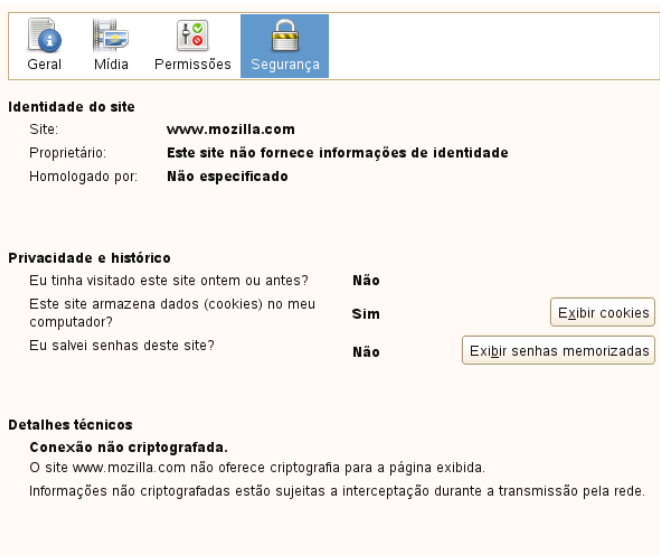 Geral Mídia Permissões Segurança
Identidade do site
Site: www.mozilla.com
Proprietário: Este site não fornece informações de identidade
Homologado por: Não especificado
Privacidade e histórico
Eu tinha visitado este site ontem ou antes? Não
Este site armazena dados (cookies) no meu
computador? Sim Exibir cookies
Eu salvei senhas deste site? Não Exibir senhas memorizadas
Detalhes técnicos
Conexão não criptografada.
O site www.mozilla.com não oferece criptografia para a página exibida.
Informações não criptografadas estão sujeitas a interceptação durante a transmissão pela rede.